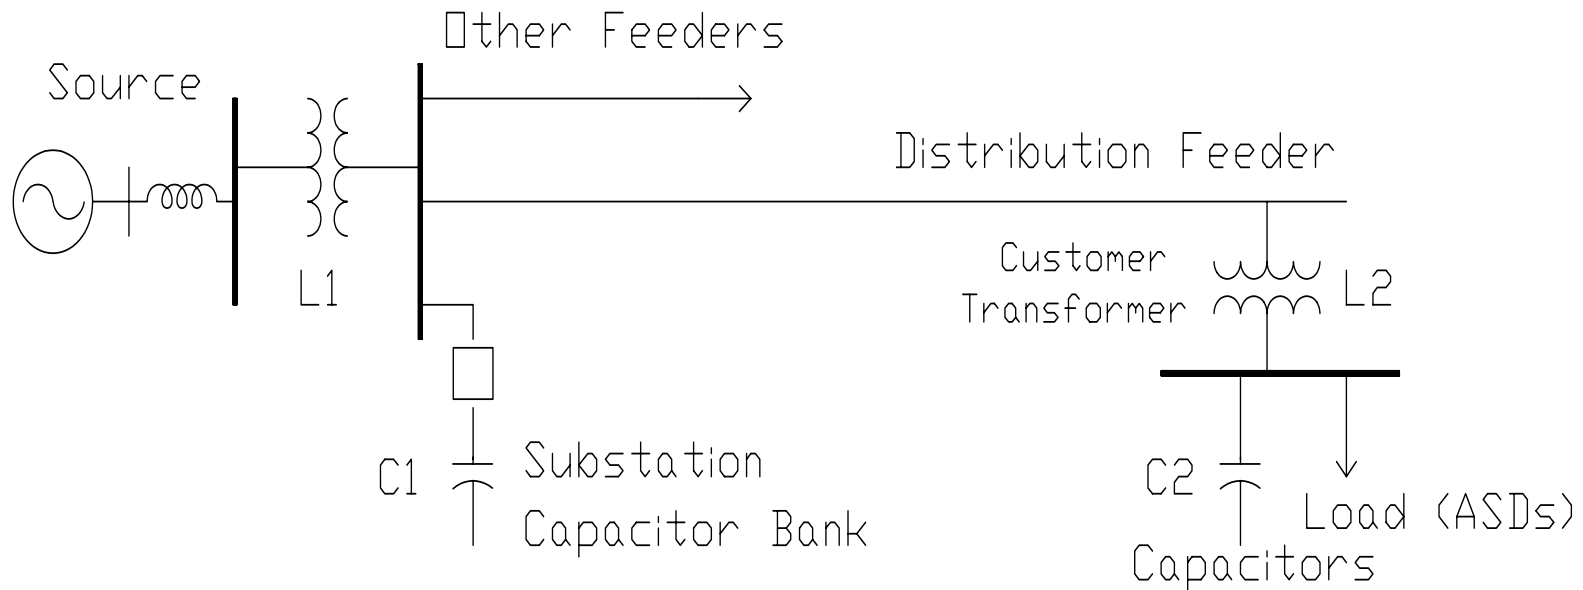 Other Feeders
Source
Distribution Feeder
L1
Customer
Transformer
L2
C1
Substation
Capacitor Bank
C2
Load (ASDs)
Capacitors